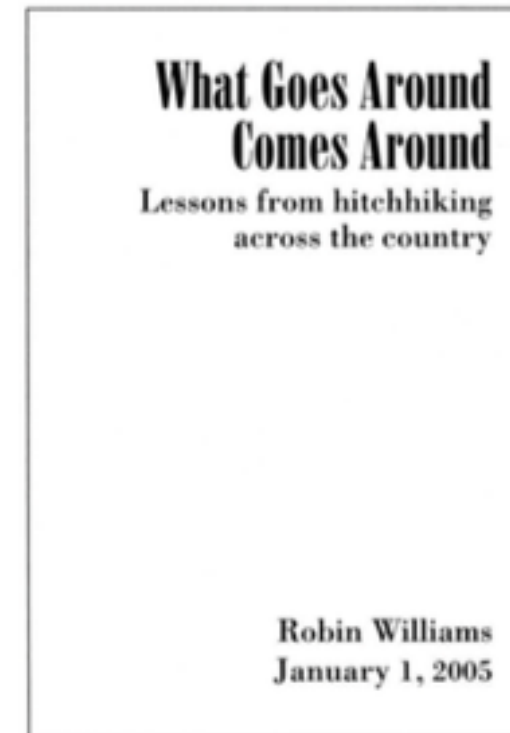 What Goes Around
Comes Around
Lessons from hitchhiking
across the country
Robin Williams
January 1, 2005